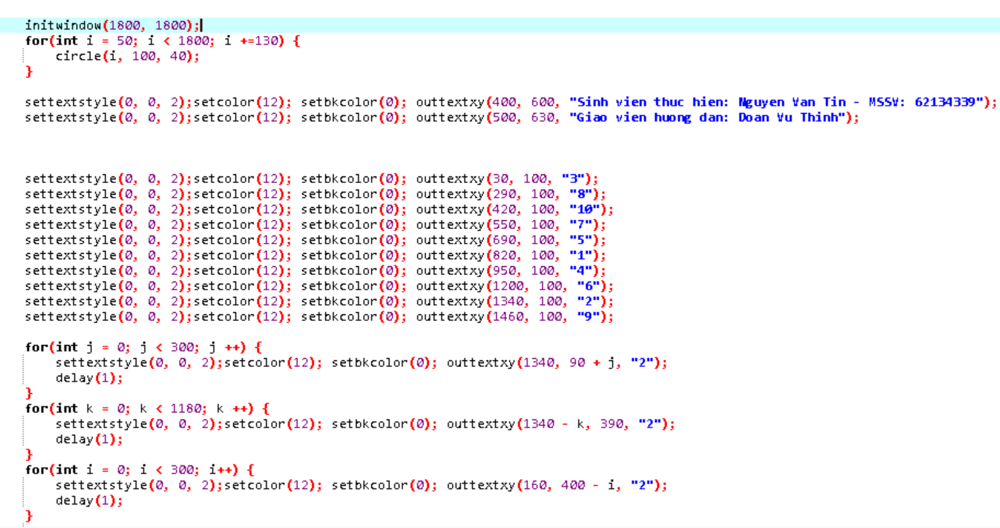 initwindow(1800, 1800);
for(int i = 50; i < 1800; i +=130) {
    circle(i, 100, 40);
}
settextstyle(0, 0, 2);setcolor(12); setbkcolor(0); outtextxy(400, 600, "Sinh vien thuc hien: Nguyen Van Tin - MSSV: 62134339");
settextstyle(0, 0, 2);setcolor(12); setbkcolor(0); outtextxy(500, 630, "Giao vien huong dan: Doan Vu Thinh");
settextstyle(0, 0, 2);setcolor(12); setbkcolor(0); outtextxy(30, 100, "3");
settextstyle(0, 0, 2);setcolor(12); setbkcolor(0); outtextxy(290, 100, "8");
settextstyle(0, 0, 2);setcolor(12); setbkcolor(0); outtextxy(420, 100, "10");
settextstyle(0, 0, 2);setcolor(12); setbkcolor(0); outtextxy(550, 100, "7");
settextstyle(0, 0, 2);setcolor(12); setbkcolor(0); outtextxy(690, 100, "5");
settextstyle(0, 0, 2);setcolor(12); setbkcolor(0); outtextxy(820, 100, "1");
settextstyle(0, 0, 2);setcolor(12); setbkcolor(0); outtextxy(950, 100, "4");
settextstyle(0, 0, 2);setcolor(12); setbkcolor(0); outtextxy(1200, 100, "6");
settextstyle(0, 0, 2);setcolor(12); setbkcolor(0); outtextxy(1340, 100, "2");
settextstyle(0, 0, 2);setcolor(12); setbkcolor(0); outtextxy(1460, 100, "9");
for(int j = 0; j < 300; j ++) {
    settextstyle(0, 0, 2);setcolor(12); setbkcolor(0); outtextxy(1340, 90 + j, "2");
    delay(1);
}
for(int k = 0; k < 1180; k ++) {
    settextstyle(0, 0, 2);setcolor(12); setbkcolor(0); outtextxy(1340 - k, 390, "2");
    delay(1);
}
for(int i = 0; i < 300; i++) {
    settextstyle(0, 0, 2);setcolor(12); setbkcolor(0); outtextxy(160, 400 - i, "2");
    delay(1);
}